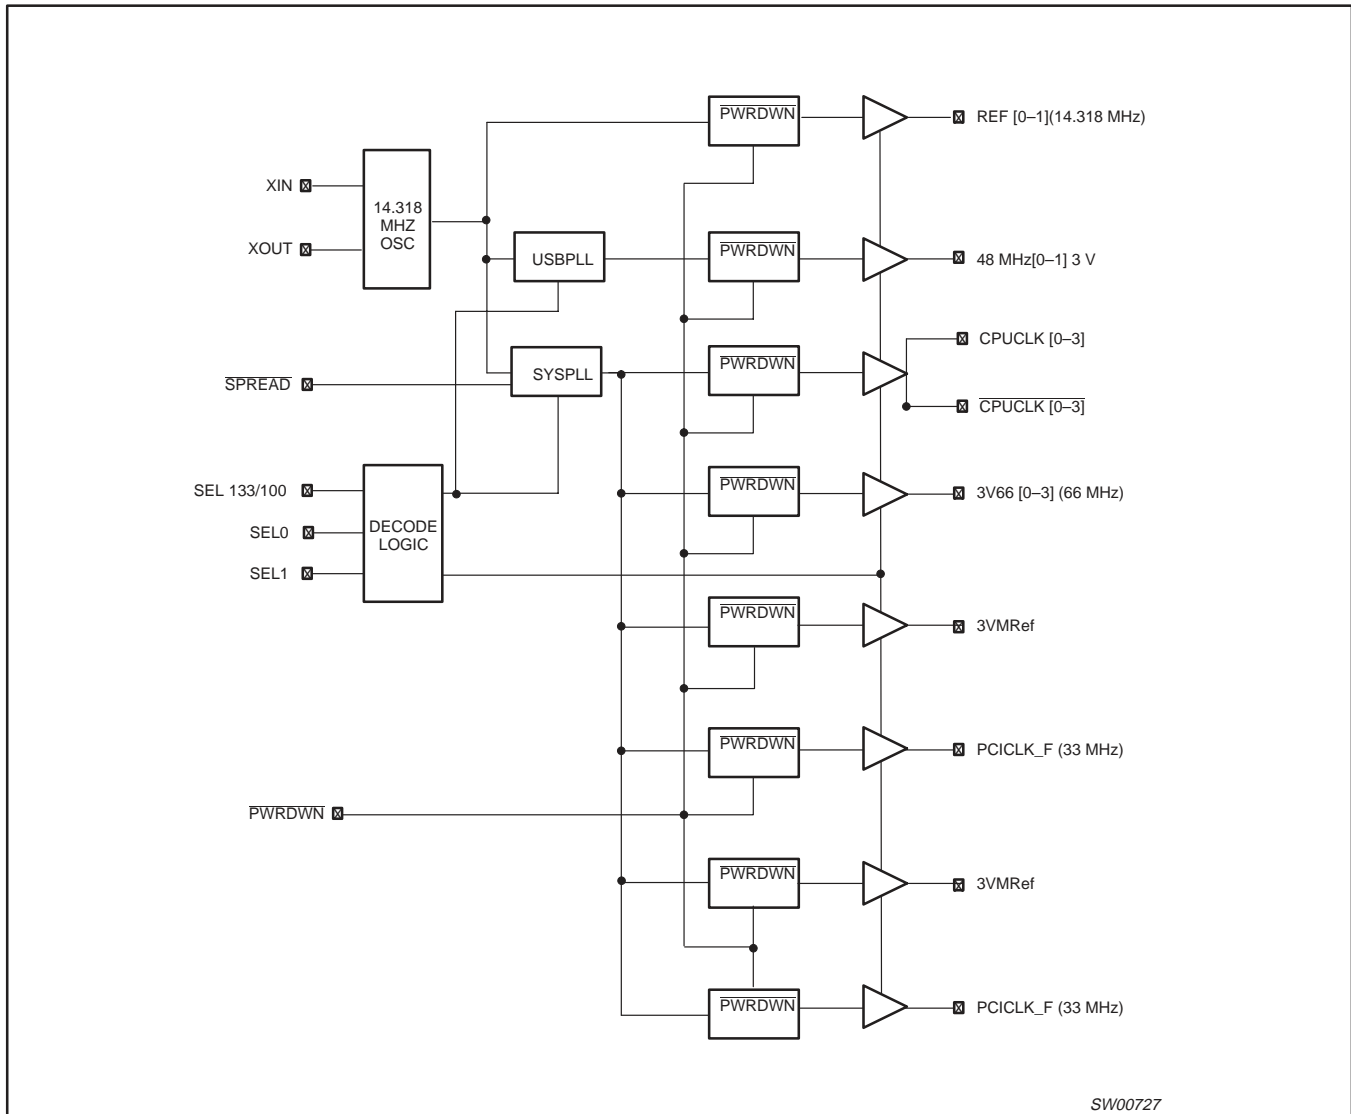 PWRDWN
REF [0–1](14.318 MHz)
XIN
14.318
MHZ
OSC
XOUT
USBPLL
PWRDWN
48 MHz[0–1] 3 V
CPUCLK [0–3]
SPREAD
SYSPLL
PWRDWN
CPUCLK [0–3]
SEL 133/100
PWRDWN
3V66 [0–3] (66 MHz)
SEL0
DECODE
LOGIC
SEL1
PWRDWN
3VMRef
PWRDWN
PCICLK_F (33 MHz)
PWRDWN
PWRDWN
3VMRef
PWRDWN
PCICLK_F (33 MHz)
SW00727